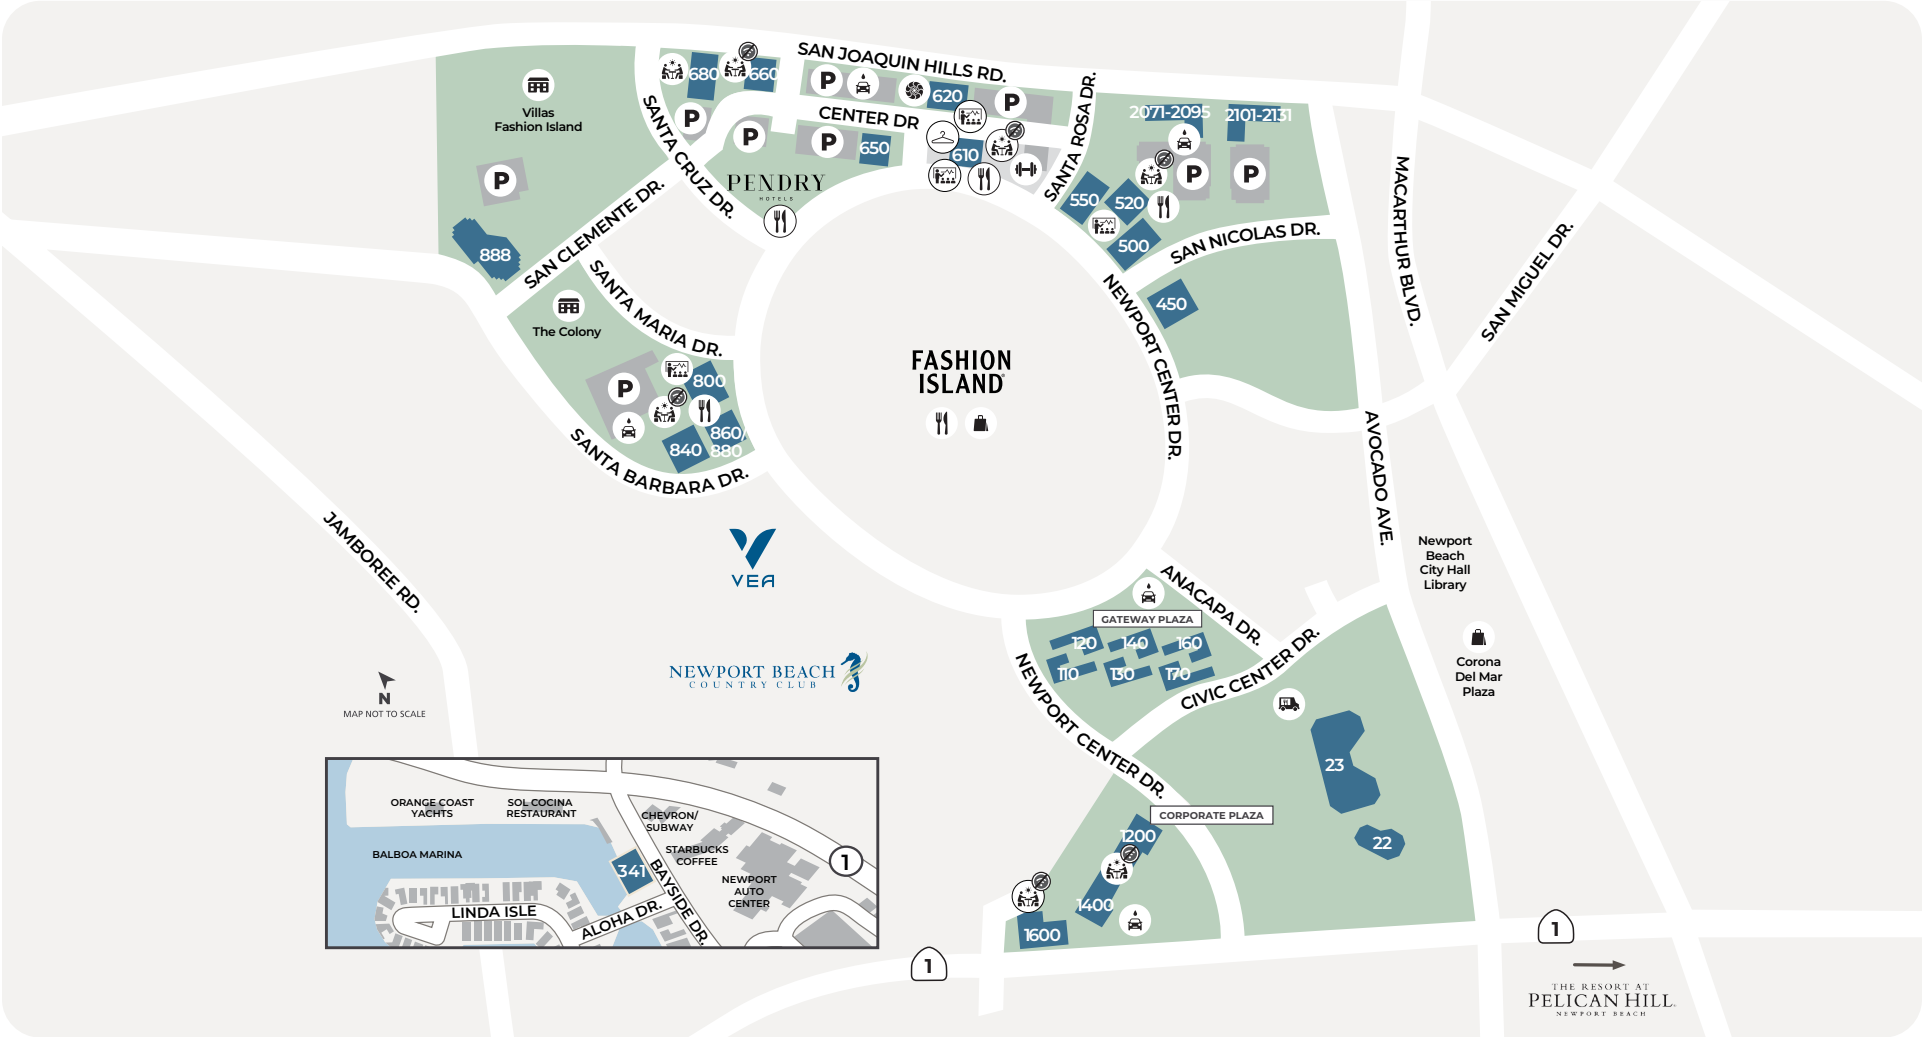 SAN JOAQUIN HILLS RD.
680
660
P
P
620
P
Villas
Fashion Island
SANTA CRUZ DR.
P
CENTER DR
P
P
650
610
SANTA ROSA DR.
2071-2095
2101-2131
P
P
P
PENDRY
HOTELS
550
520
500
SAN NICOLAS DR.
MACARTHUR BLVD.
SAN MIGUEL DR.
888
SAN CLEMENTE DR.
SANTA MARIA DR.
The Colony
450
NEWPORT CENTER DR.
FASHION
ISLAND
P
800
860/
880
840
SANTA BARBARA DR.
AVOCADO AVE.
JAMBOREE RD.
VEA
Newport
Beach
City Hall
Library
ANACAPA DR.
GATEWAY PLAZA
120
140
160
110
130
170
CIVIC CENTER DR.
NEWPORT CENTER DR.
Corona
Del Mar
Plaza
NEWPORT BEACH
COUNTRY CLUB
N
MAP NOT TO SCALE
23
22
CORPORATE PLAZA
1200
1400
1600
ORANGE COAST
YACHTS
SOL COCINA
RESTAURANT
CHEVRON/
SUBWAY
STARBUCKS
COFFEE
BALBOA MARINA
341
NEWPORT
AUTO
CENTER
1
BAYSIDE DR.
LINDA ISLE
ALOHA DR.
1
1
THE RESORT AT
PELICAN HILL
NEWPORT BEACH